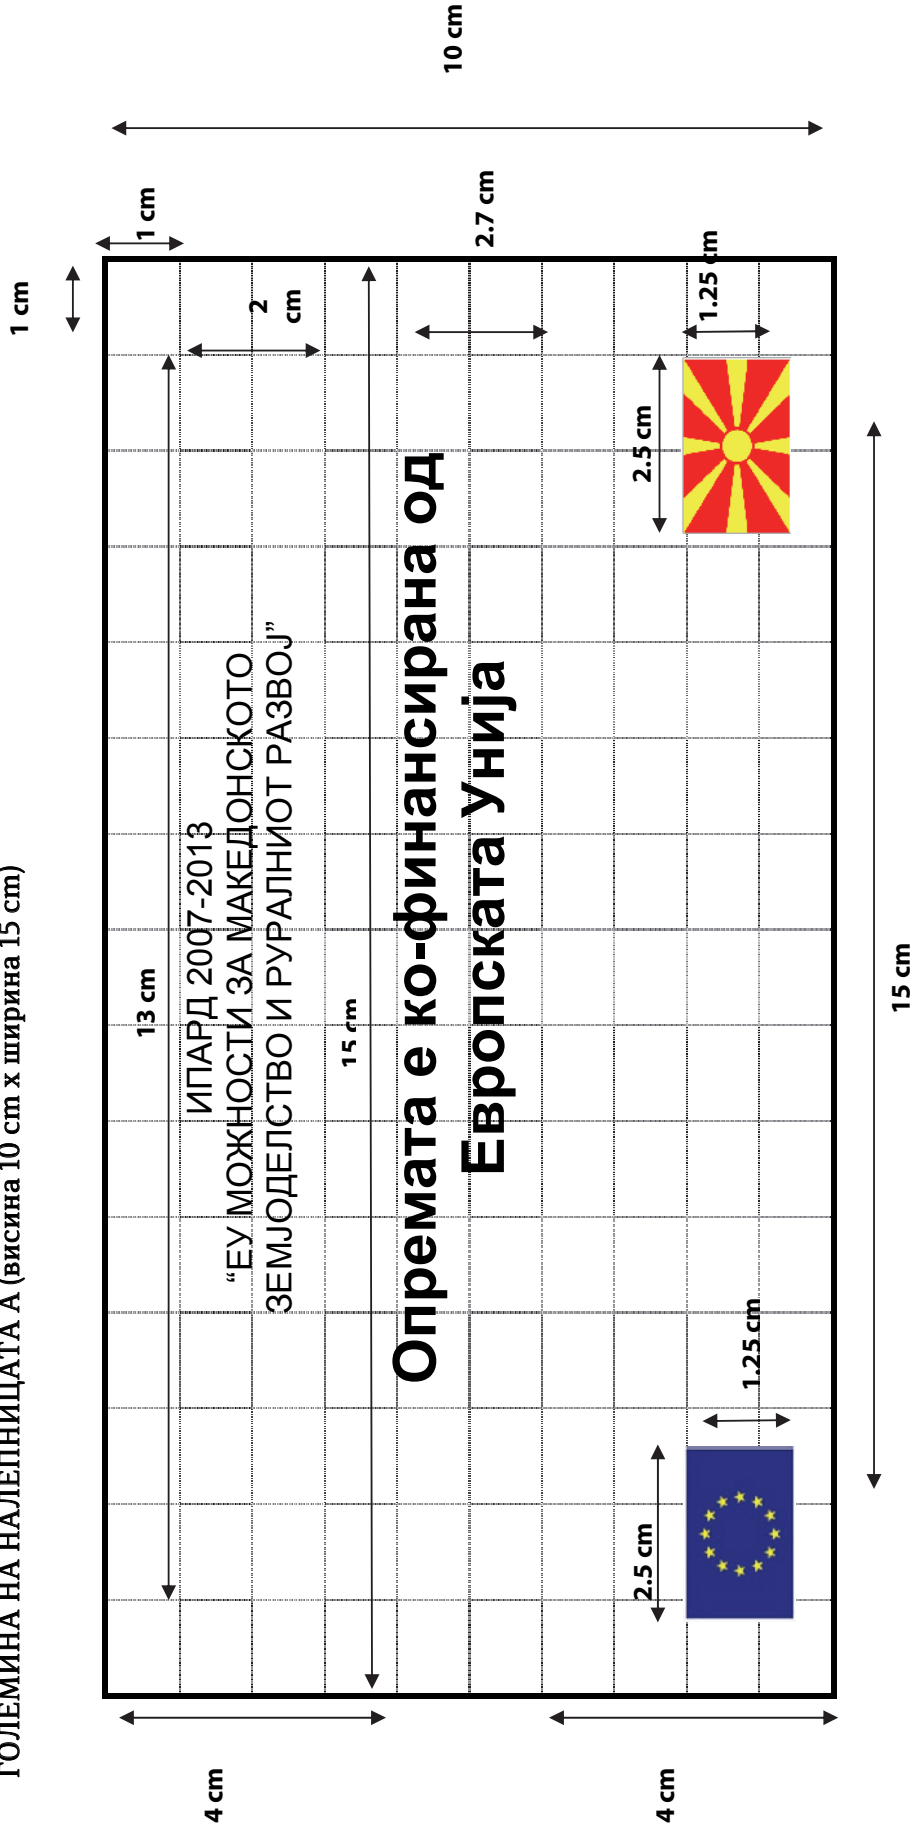 ГОЛЕМИНА НА НАЛЕПНИЦАТА А (висина 10 cm x ширина 15 cm)
1 cm
10 cm
1 cm
13 cm
ИПАРД 2007-2013
“ЕУ МОЖНОСТИ ЗА МАКЕДОНСКОТО
ЗЕМЈОДЕЛСТВО И РУРАЛНИОТ РАЗВОЈ”
2
cm
4 cm
15 cm
Опремата е ко-финансирана од
Европската Унија
2.7 cm
2.5 cm
2.5 cm
1.25 cm
1.25 cm
4 cm
15 cm